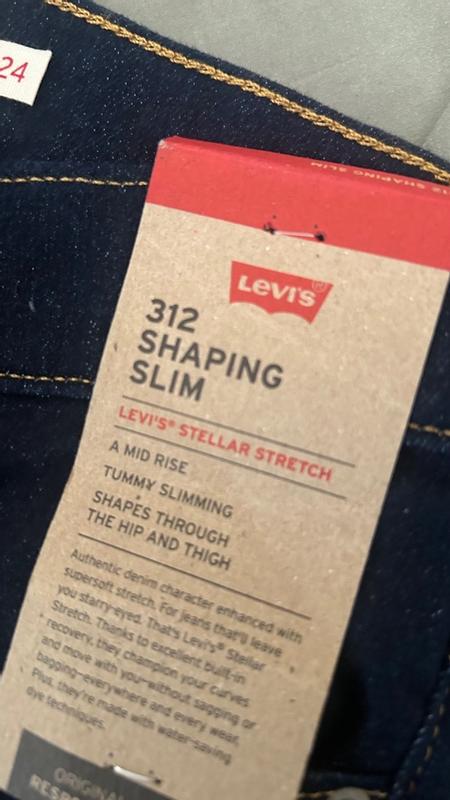 24
12 SHAPING SLIM
LEVI'S®
312
SHAPING
SLIM
LEVI'S® STELLAR STRETCH
A MID RISE
TUMMY SLIMMING
SHAPES THROUGH
THE HIP AND THIGH
Authentic denim character enhanced with
supersoft stretch. For jeans that'll leave
you starry-eyed. That's Levi's® Stellar
Stretch. Thanks to excellent built-in
recovery, they champion your curves
and move with you—without sagging or
bagging—everywhere and every wear.
Plus, they're made with water-saving
dye techniques.
ORIGINAL